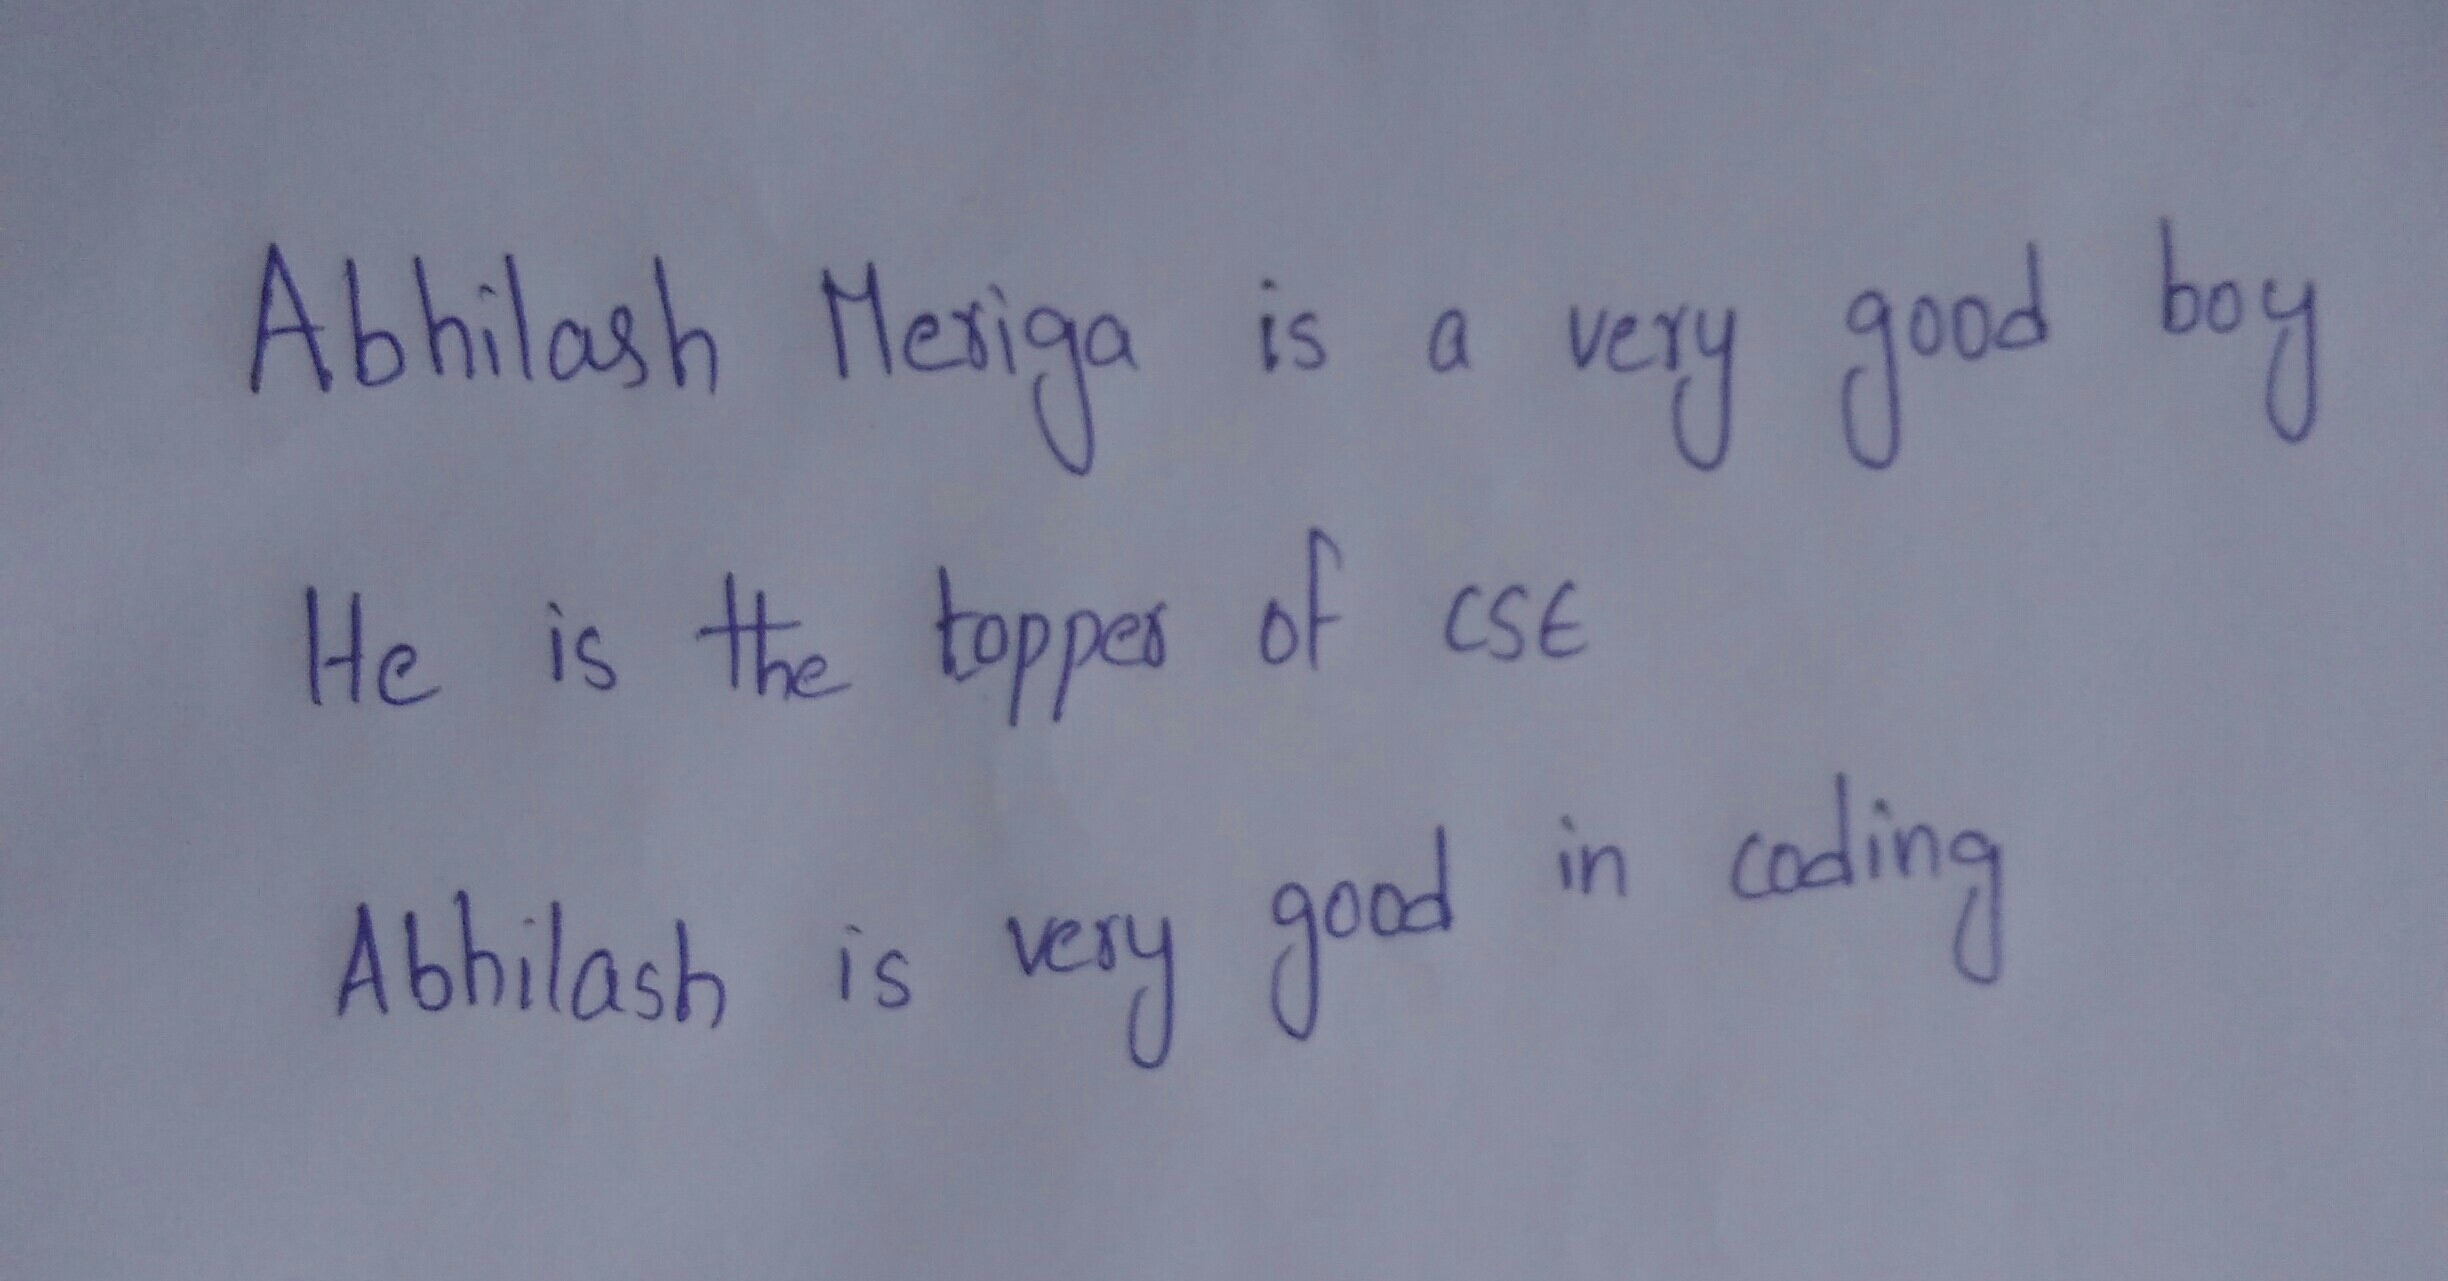 Abhilash Meriga is a very good boy
He is the topper of CSE
Abhilash is very good in coding